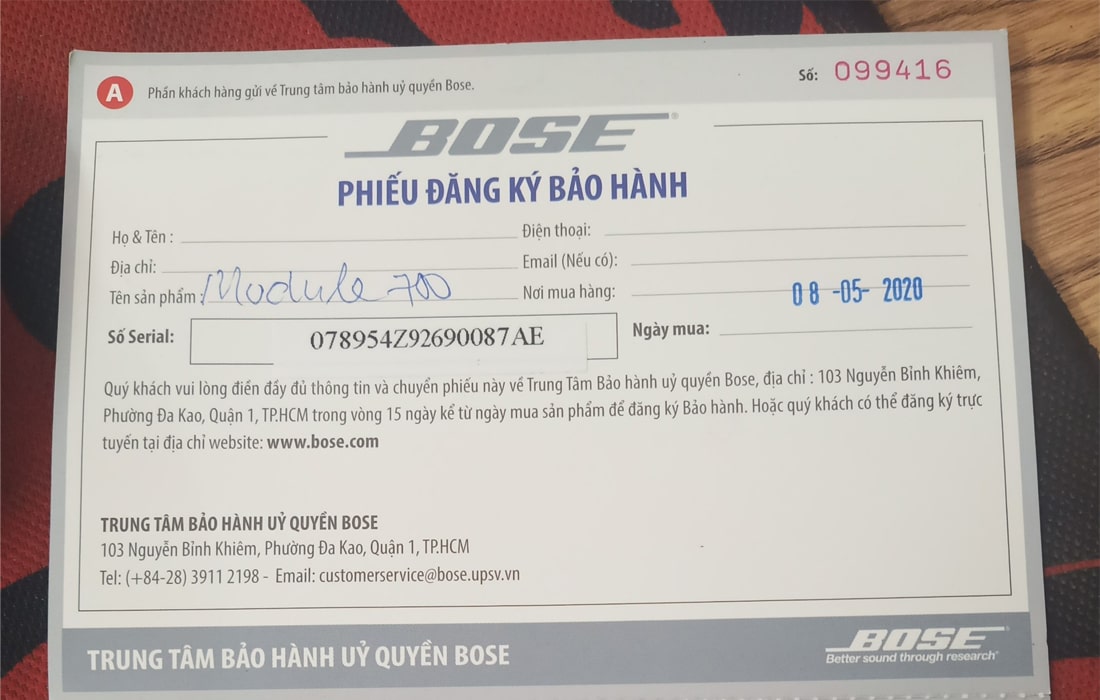 A Phần khách hàng gửi về Trung tâm bảo hành uỷ quyền Bose. Số: 099416
BOSE®
PHIẾU ĐĂNG KÝ BẢO HÀNH
Họ & Tên : Điện thoại:
Địa chỉ: Email (Nếu có):
Tên sản phẩm: Module 700 Nơi mua hàng: 08 -05- 2020
Số Serial: 078954Z92690087AE Ngày mua:
Quý khách vui lòng điền đầy đủ thông tin và chuyển phiếu này về Trung Tâm Bảo hành uỷ quyền Bose, địa chỉ : 103 Nguyễn Bỉnh Khiêm,
Phường Đa Kao, Quận 1, TP.HCM trong vòng 15 ngày kể từ ngày mua sản phẩm để đăng ký Bảo hành. Hoặc quý khách có thể đăng ký trực
tuyến tại địa chỉ website: www.bose.com
TRUNG TÂM BẢO HÀNH UỶ QUYỀN BOSE
103 Nguyễn Bỉnh Khiêm, Phường Đa Kao, Quận 1, TP.HCM
Tel: (+84-28) 3911 2198 - Email: customerservice@bose.upsv.vn
TRUNG TÂM BẢO HÀNH UỶ QUYỀN BOSE
BOSE®
Better sound through research®